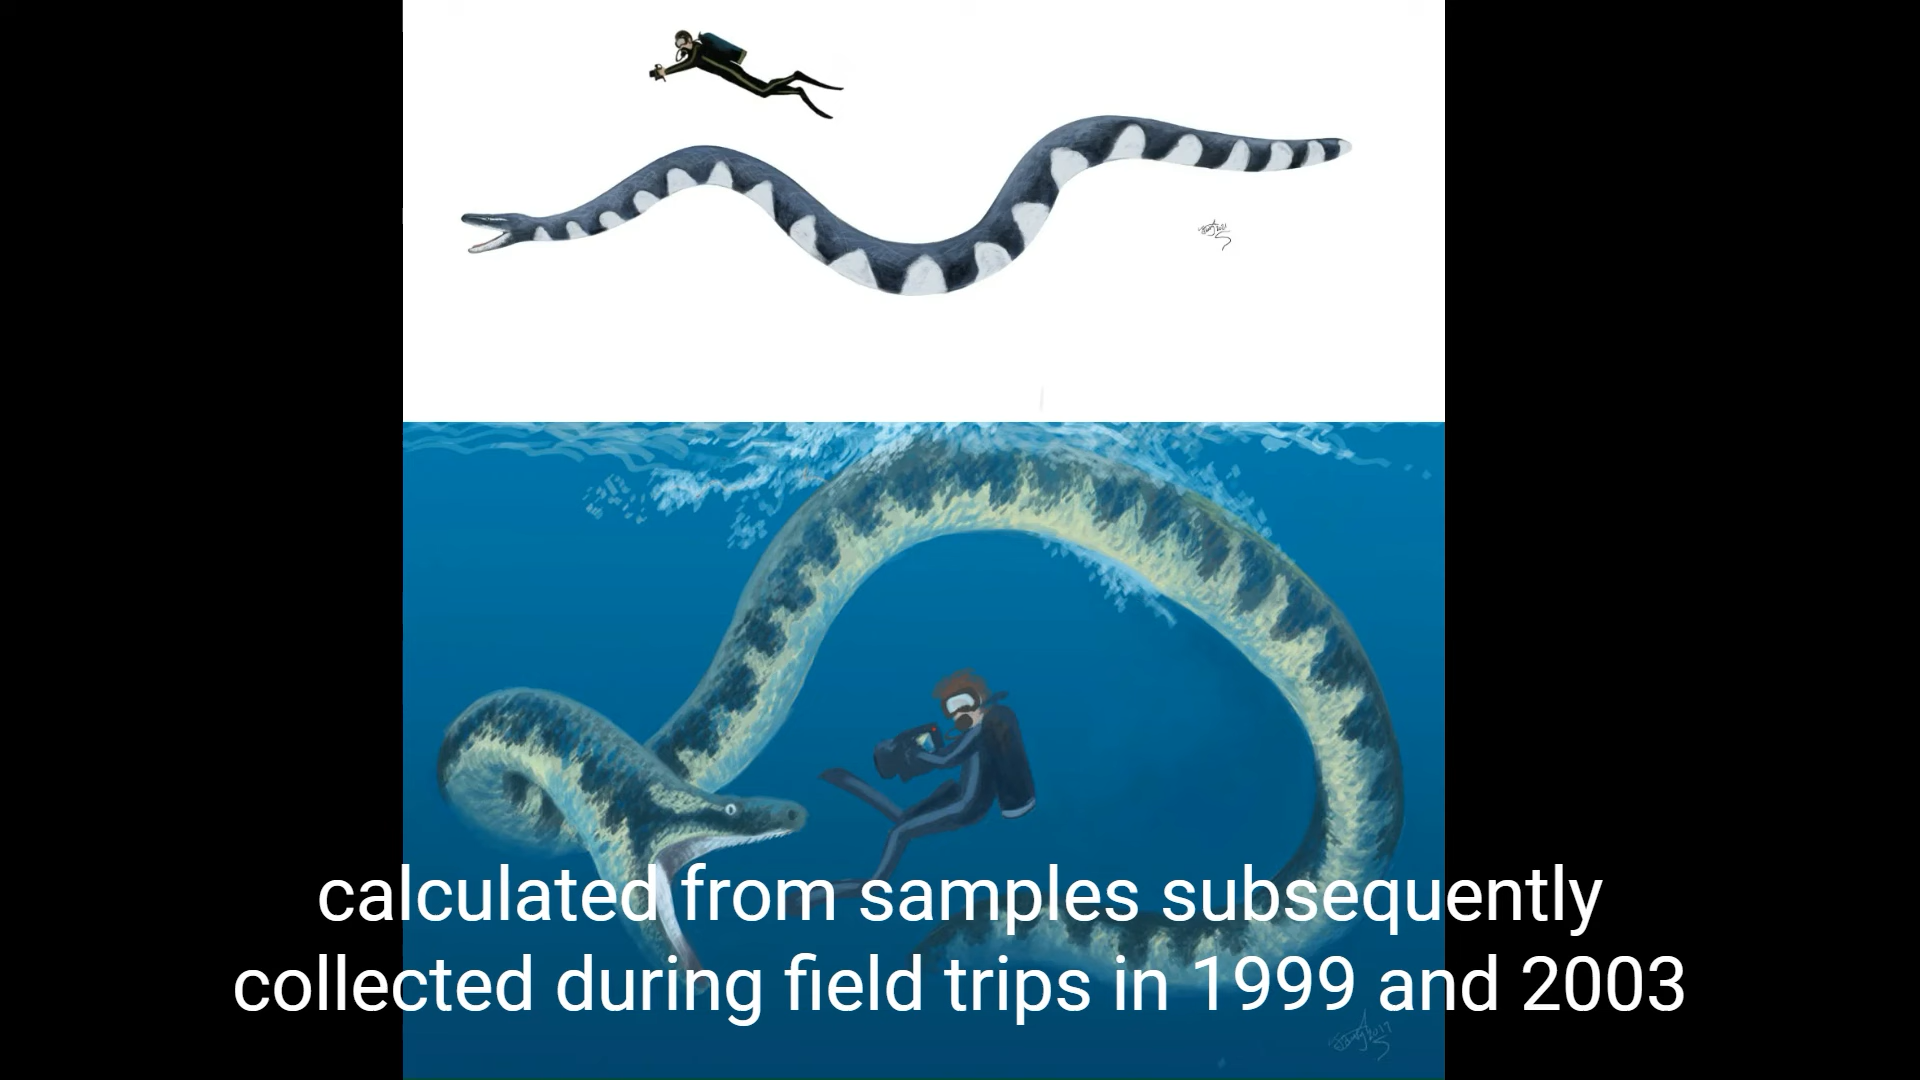 calculated from samples subsequently
collected during field trips in 1999 and 2003